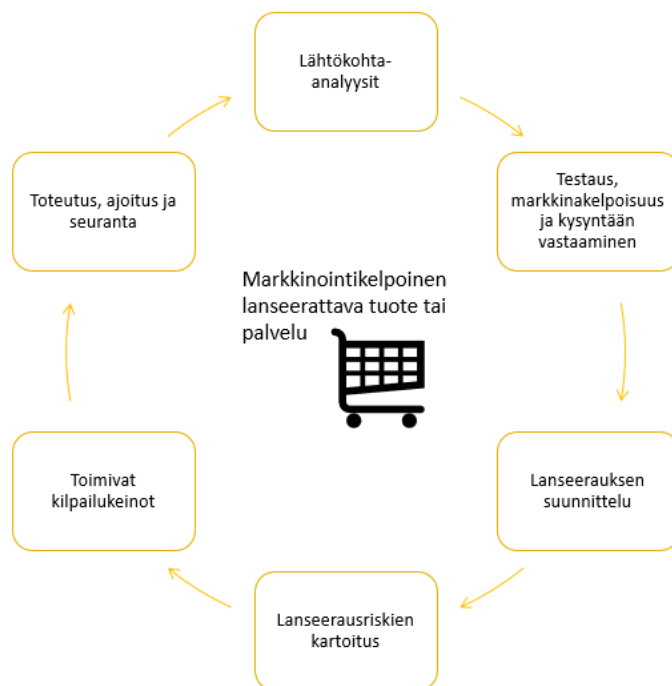 Lähtökohta-
analyysit
Testaus,
markkinakelpoisuus
ja kysyntään
vastaaminen
Lanseerauksen
suunnittelu
Lanseerausriskien
kartoitus
Toimivat
kilpailukeinot
Toteutus, ajoitus ja
seuranta
Markkinointikelpoinen
lanseerattava tuote tai
palvelu